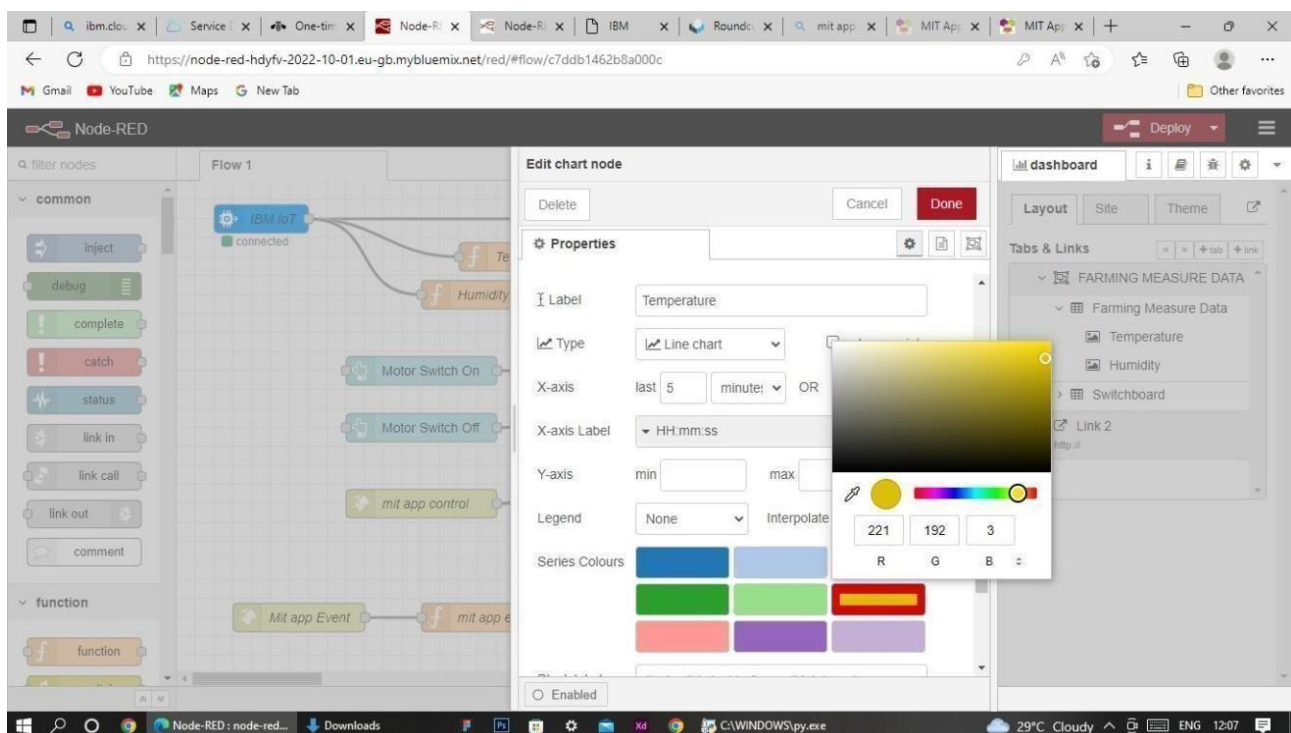 ibm.clou
Service
One-tim
Node-R
Node-R
IBM
Roundc
mit app
MIT App
MIT App
https://node-red-hdyfv-2022-10-01.eu-gb.mybluemix.net/red/#flow/c7ddb1462b8a000c
Gmail YouTube Maps New Tab Other favorites
Node-RED Deploy
filter nodes
common
inject
debug
complete
catch
status
link in
link call
link out
comment
function
function
Flow 1
IBM IoT
connected
Te
Humidity
Motor Switch On
Motor Switch Off
mit app control
Mit app Event
mit app e
Edit chart node
Delete Cancel Done
Properties
Label Temperature
Type Line chart
X-axis last 5 minutes OR
X-axis Label HH:mm:ss
Y-axis min max
Legend None Interpolate
Series Colours
221 192 3
R G B
Enabled
dashboard
Layout Site Theme
Tabs & Links + tab + link
FARMING MEASURE DATA
Farming Measure Data
Temperature
Humidity
Switchboard
Link 2
http://
Node-RED : node-red... Downloads Ps Xd C:\WINDOWS\py.exe 29°C Cloudy ENG 12:07